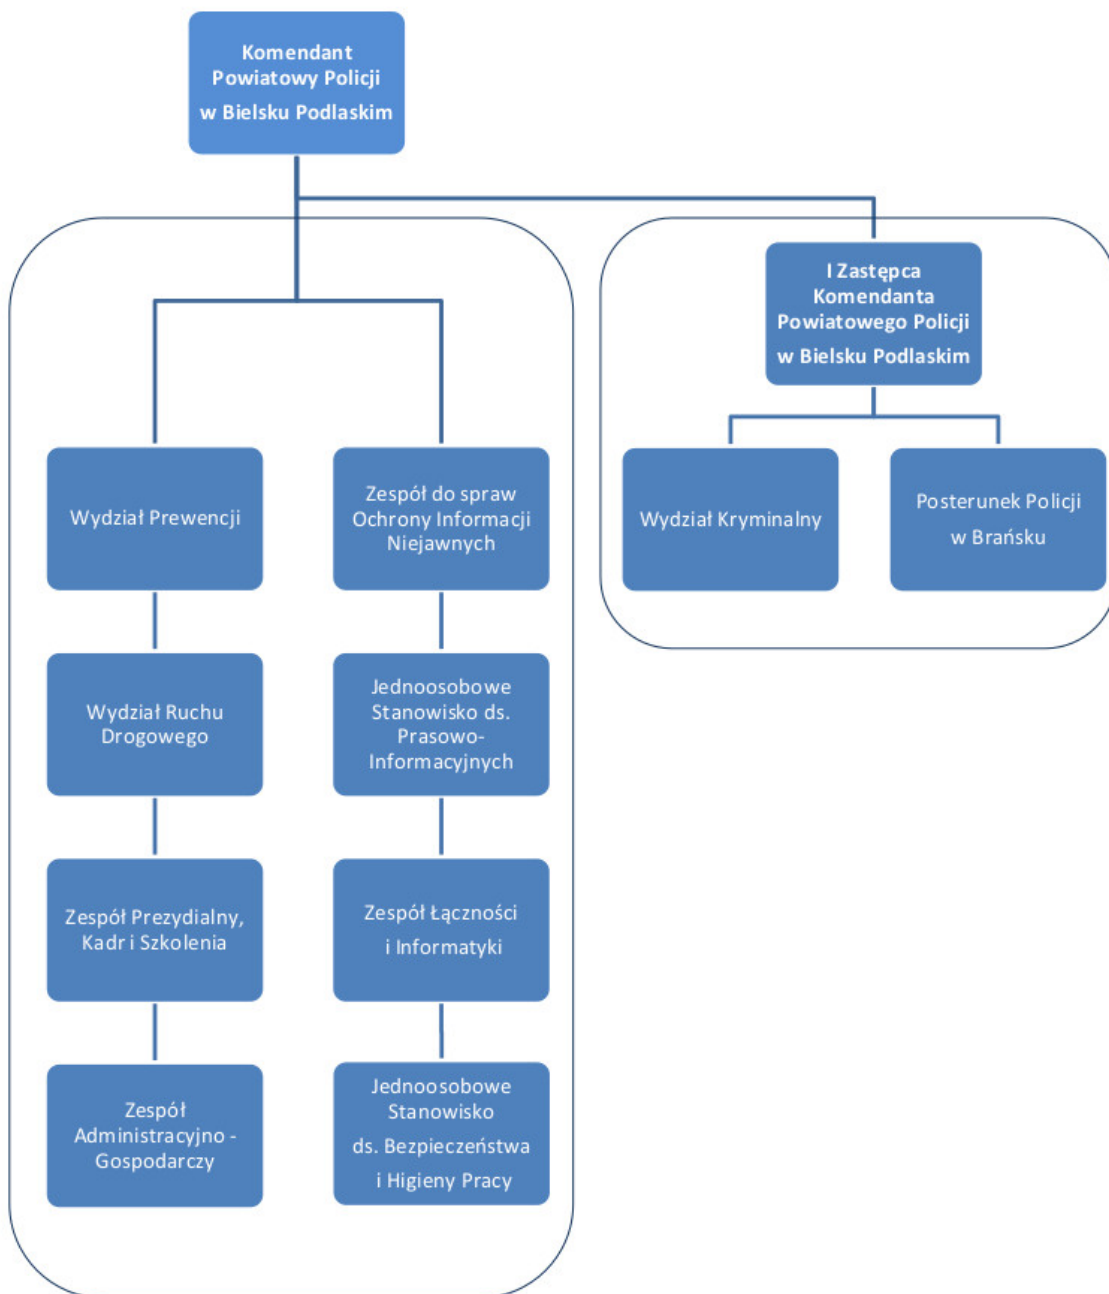 Komendant
Powiatowy Policji
w Bielsku Podlaskim
I Zastępca
Komendanta
Powiatowego Policji
w Bielsku Podlaskim
Wydział Prewencji
Zespół do spraw
Ochrony Informacji
Niejawnych
Wydział Kryminalny
Posterunek Policji
w Brańsku
Wydział Ruchu
Drogowego
Jednoosobowe
Stanowisko ds.
Prasowo-
Informacyjnych
Zespół Prezydialny,
Kadr i Szkolenia
Zespół Łączności
i Informatyki
Zespół
Administracyjno -
Gospodarczy
Jednoosobowe
Stanowisko
ds. Bezpieczeństwa
i Higieny Pracy